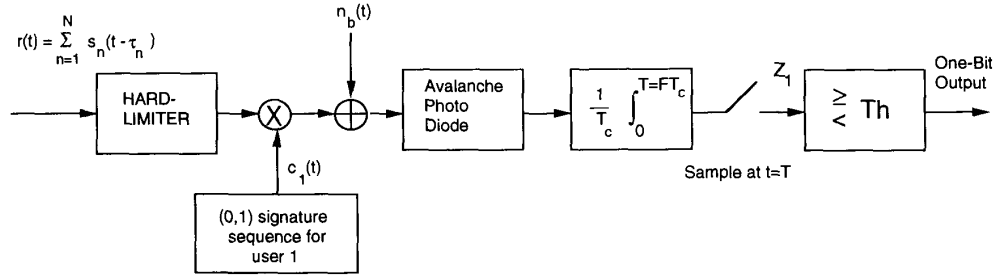 r(t) = N Σ n=1 s_n(t - τ_n)
HARD-
LIMITER
X
n_b(t)
+
c_1(t)
(0,1) signature
sequence for
user 1
Avalanche
Photo
Diode
1/T_c ∫_0^{T=FT_c}
Z_1
Sample at t=T
≥
<
Th
One-Bit
Output